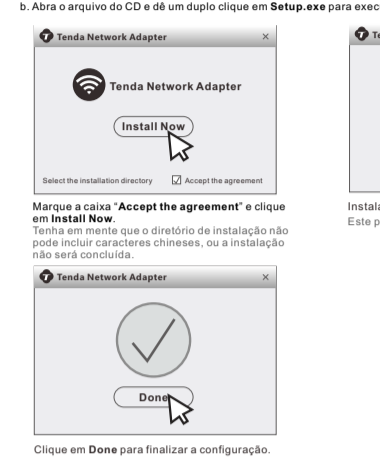 b. Abra o arquivo do CD e dê um duplo clique em Setup.exe para exec
Tenda Network Adapter
Tenda Network Adapter
Install Now
Select the installation directory
Accept the agreement
Marque a caixa “Accept the agreement” e clique
em Install Now.
Tenha em mente que o diretório de instalação não
pode incluir caracteres chineses, ou a instalação
não será concluída.
Tenda Network Adapter
Done
Clique em Done para finalizar a configuração.
Te
Instala
Este p